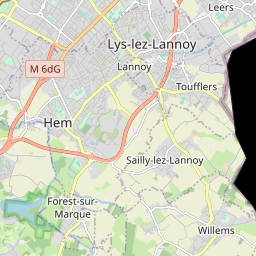 Leers
Lys-lez-Lannoy
Lannoy
M 6dG
Toufflers
Hem
Sailly-lez-Lannoy
Forest-sur-
Marque
Willems